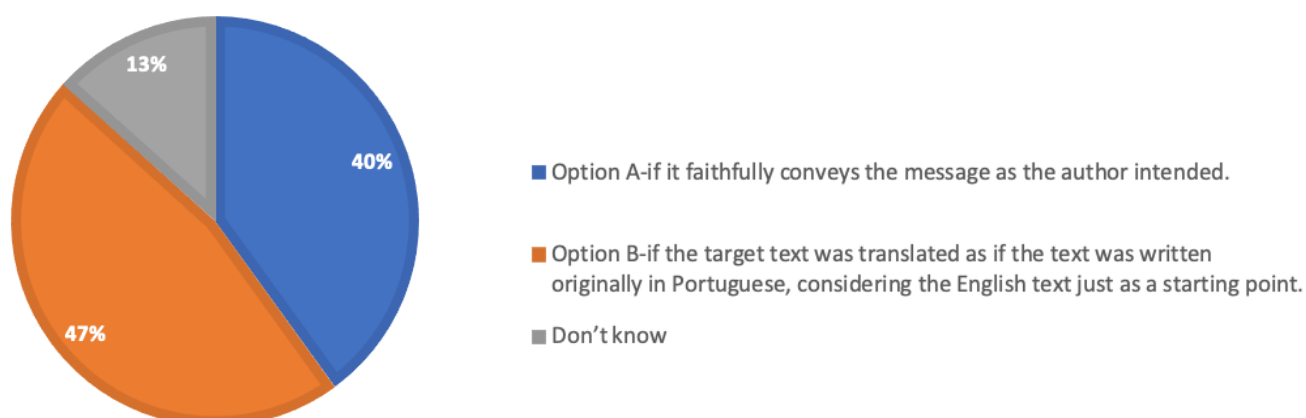 13%
40%
47%
Option A-if it faithfully conveys the message as the author intended.
Option B-if the target text was translated as if the text was written
originally in Portuguese, considering the English text just as a starting point.
Don’t know